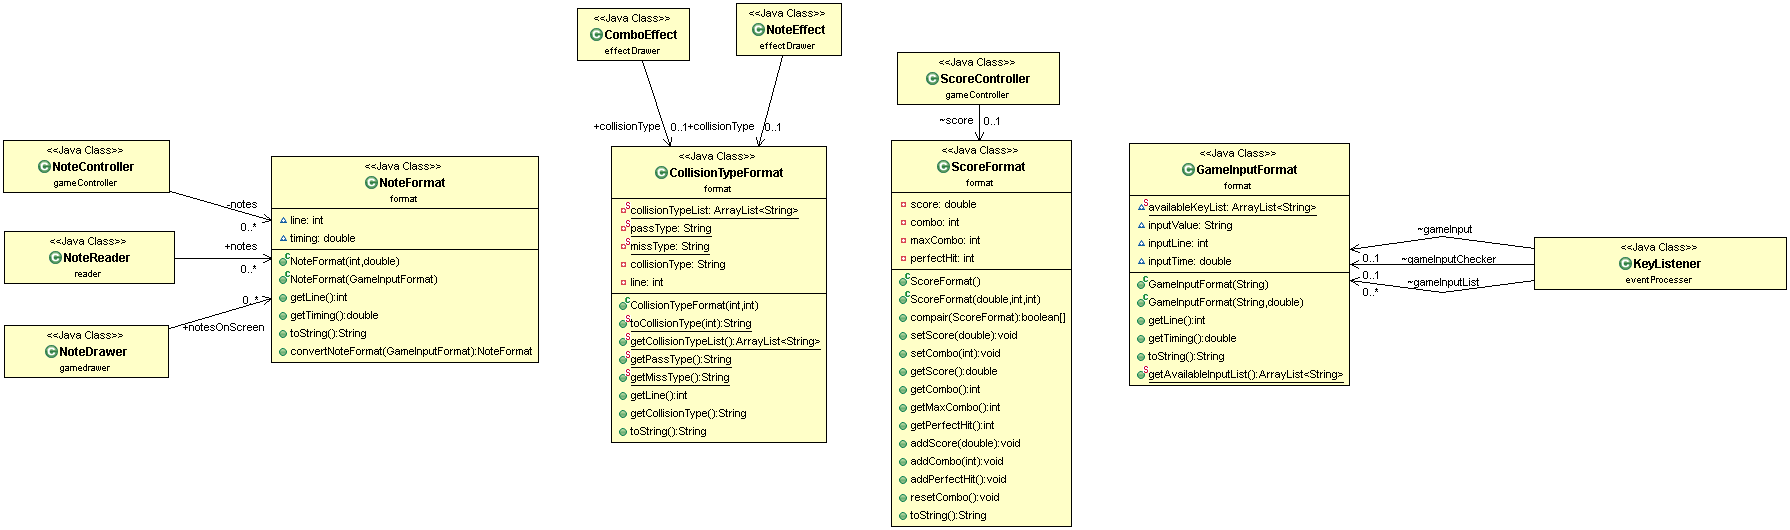 <<Java Class>>
NoteController
gameController
<<Java Class>>
NoteReader
reader
<<Java Class>>
NoteDrawer
gamedrawer
-notes
0..*
+notes
0..*
0..*
+notesOnScreen
<<Java Class>>
NoteFormat
format
line: int
timing: double
NoteFormat(int,double)
NoteFormat(GameInputFormat)
getLine():int
getTiming():double
toString():String
convertNoteFormat(GameInputFormat):NoteFormat
<<Java Class>>
ComboEffect
effectDrawer
<<Java Class>>
NoteEffect
effectDrawer
+collisionType
0..1
+collisionType
0..1
<<Java Class>>
CollisionTypeFormat
format
collisionTypeList: ArrayList<String>
passType: String
missType: String
collisionType: String
line: int
CollisionTypeFormat(int,int)
toCollisionType(int):String
getCollisionTypeList():ArrayList<String>
getPassType():String
getMissType():String
getLine():int
getCollisionType():String
toString():String
<<Java Class>>
ScoreController
gameController
~score
0..1
<<Java Class>>
ScoreFormat
format
score: double
combo: int
maxCombo: int
perfectHit: int
ScoreFormat()
ScoreFormat(double,int,int)
compair(ScoreFormat):boolean[]
setScore(double):void
setCombo(int):void
getScore():double
getCombo():int
getMaxCombo():int
getPerfectHit():int
addScore(double):void
addCombo(int):void
addPerfectHit():void
resetCombo():void
toString():String
<<Java Class>>
GameInputFormat
format
availableKeyList: ArrayList<String>
inputValue: String
inputLine: int
inputTime: double
GameInputFormat(String)
GameInputFormat(String,double)
getLine():int
getTiming():double
toString():String
getAvailableInputList():ArrayList<String>
~gameInput
0..1
~gameInputChecker
0..1
~gameInputList
0..*
<<Java Class>>
KeyListener
eventProcesser